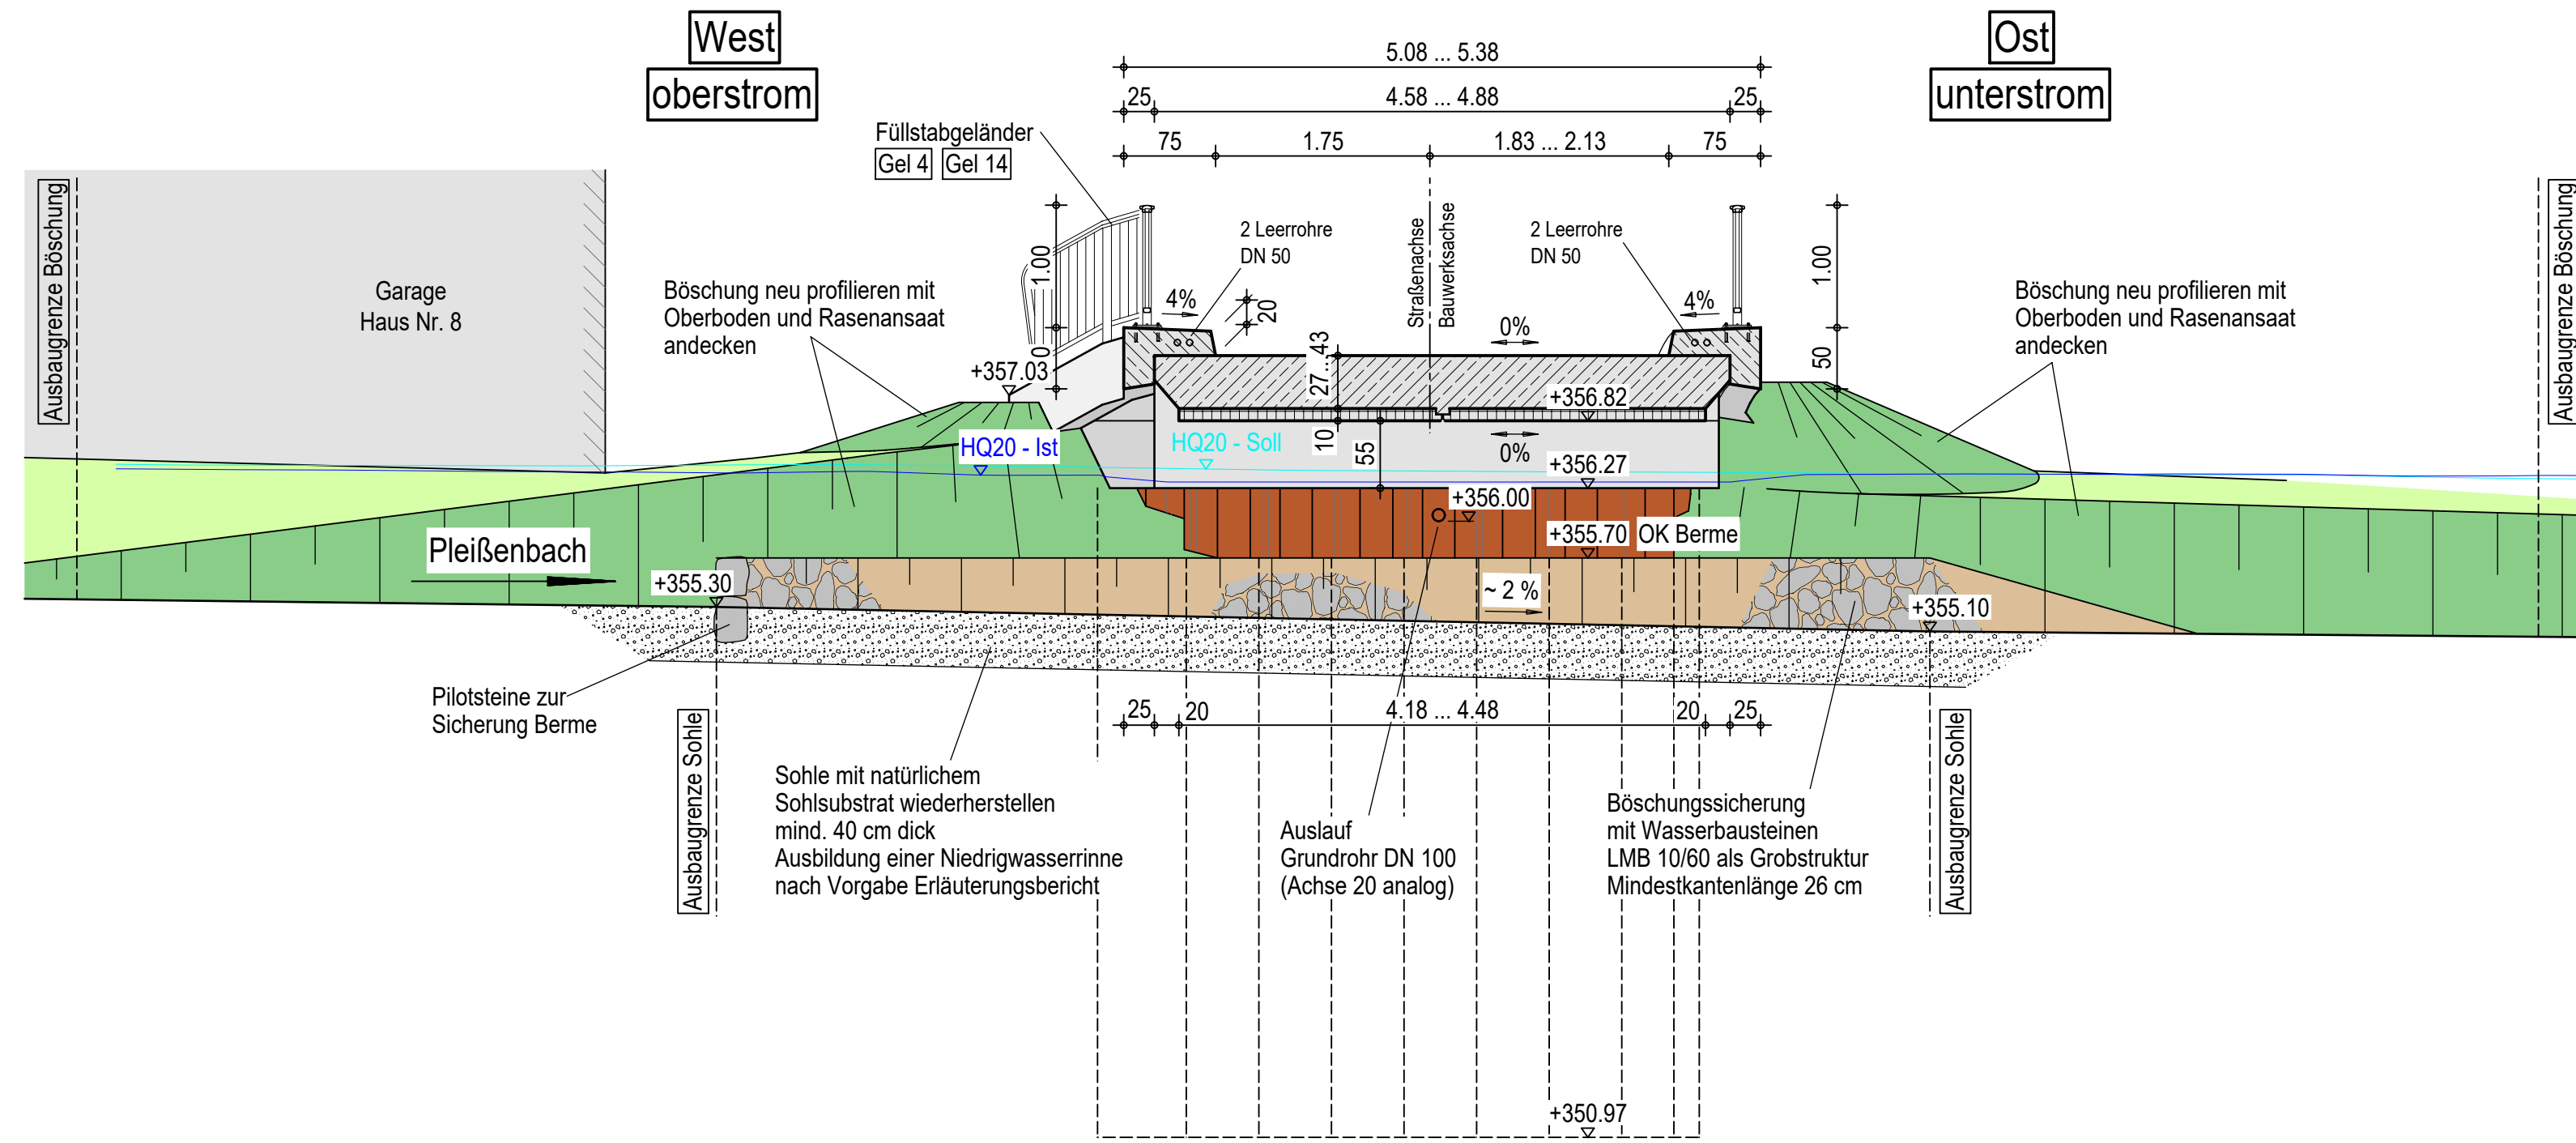 West
oberstrom
Ost
unterstrom
5.08 ... 5.38
25
4.58 ... 4.88
25
75
1.75
1.83 ... 2.13
75
Füllstabgeländer
Gel 4
Gel 14
Ausbaugrenze Böschung
Garage
Haus Nr. 8
Böschung neu profilieren mit
Oberboden und Rasenansaat
andecken
1.00
4%
2 Leerrohre
DN 50
20
Straßenachse
Bauwerksachse
2 Leerrohre
DN 50
4%
0%
1.00
50
Böschung neu profilieren mit
Oberboden und Rasenansaat
andecken
Ausbaugrenze Böschung
+357.03
0
27...43
+356.82
10
55
0%
HQ20 - Ist
HQ20 - Soll
+356.27
+356.00
+355.70
OK Berme
Pleißenbach
+355.30
~ 2 %
+355.10
Pilotsteine zur
Sicherung Berme
25
20
4.18 ... 4.48
20
25
Ausbaugrenze Sohle
Sohle mit natürlichem
Sohlsubstrat wiederherstellen
mind. 40 cm dick
Ausbildung einer Niedrigwasserrinne
nach Vorgabe Erläuterungsbericht
Auslauf
Grundrohr DN 100
(Achse 20 analog)
Böschungssicherung
mit Wasserbausteinen
LMB 10/60 als Grobstruktur
Mindestkantenlänge 26 cm
Ausbaugrenze Sohle
+350.97